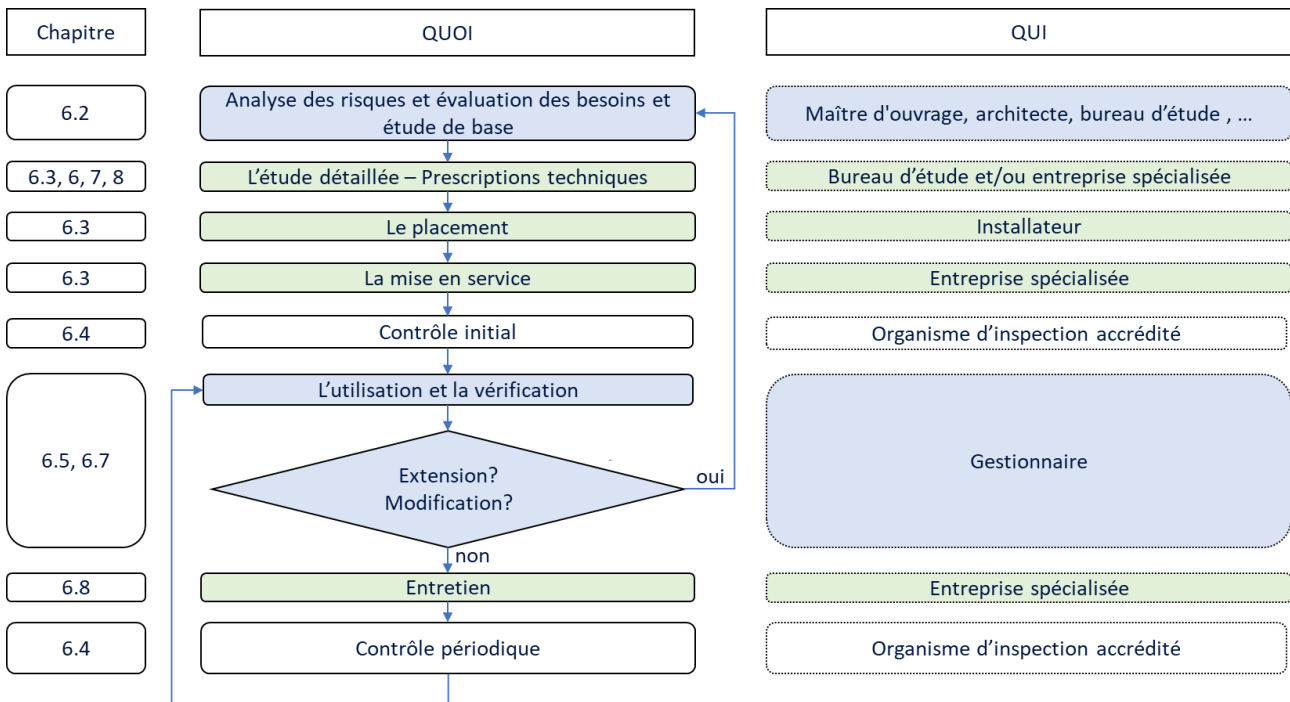 Chapitre
QUOI
QUI
6.2
Analyse des risques et évaluation des besoins et
étude de base
Maître d'ouvrage, architecte, bureau d’étude , …
6.3, 6, 7, 8
L’étude détaillée – Prescriptions techniques
Bureau d’étude et/ou entreprise spécialisée
6.3
Le placement
Installateur
6.3
La mise en service
Entreprise spécialisée
6.4
Contrôle initial
Organisme d’inspection accrédité
L’utilisation et la vérification
6.5, 6.7
Extension?
Modification?
oui
Gestionnaire
non
6.8
Entretien
Entreprise spécialisée
6.4
Contrôle périodique
Organisme d’inspection accrédité